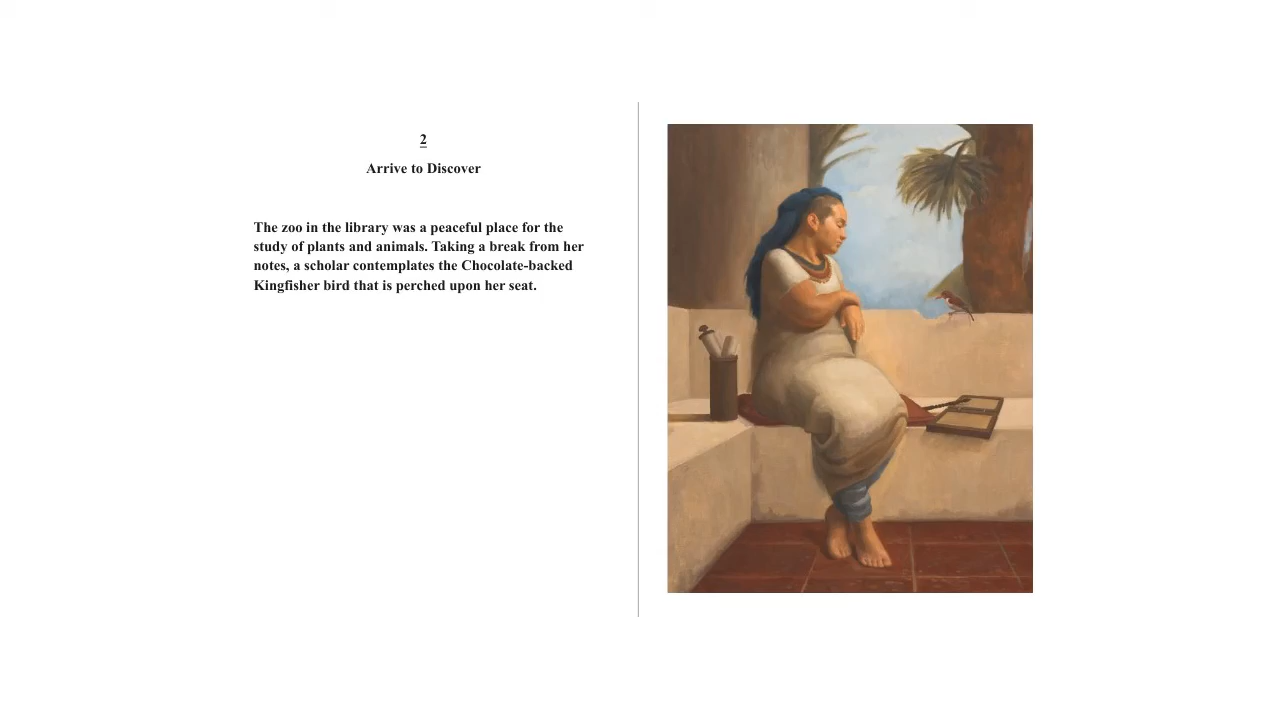 2
Arrive to Discover
The zoo in the library was a peaceful place for the
study of plants and animals. Taking a break from her
notes, a scholar contemplates the Chocolate-backed
Kingfisher bird that is perched upon her seat.